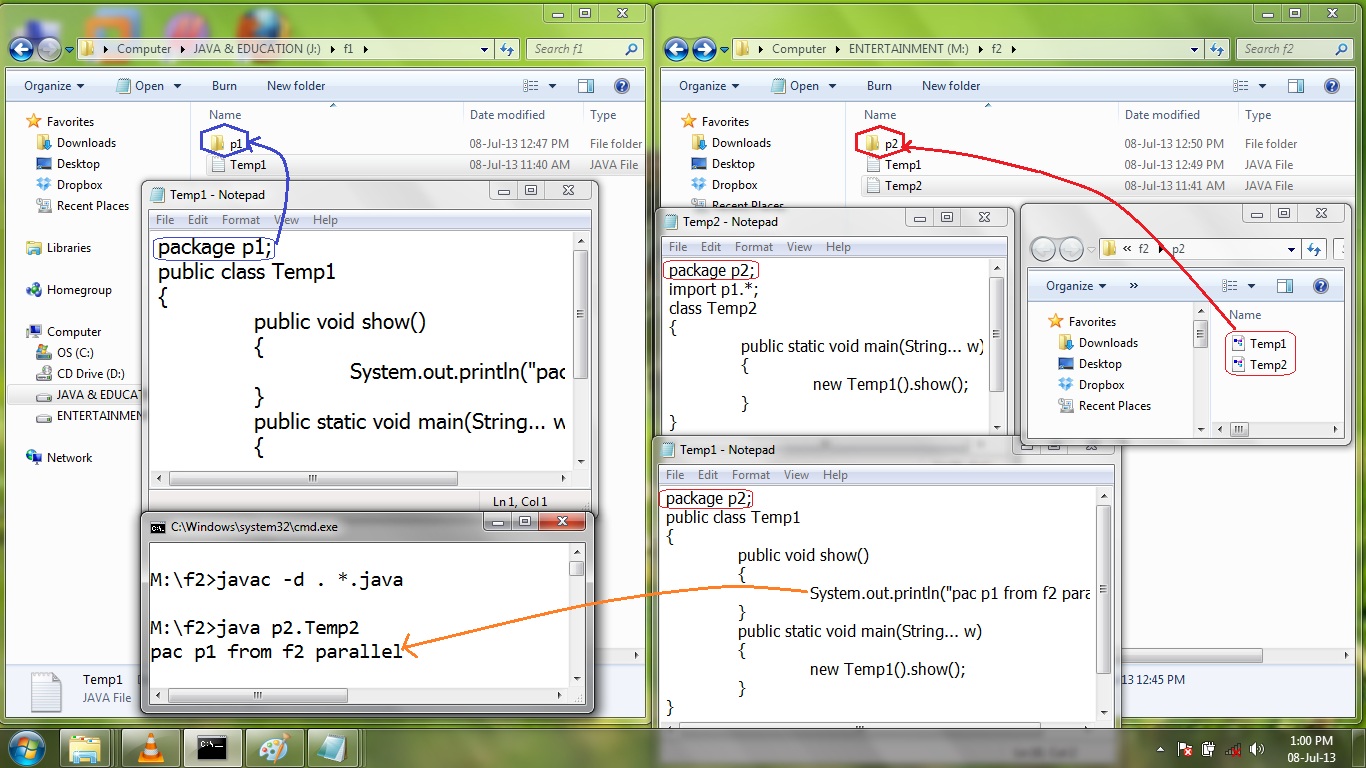 Computer JAVA & EDUCATION (J:) f1
Search f1
Organize Open Burn New folder
Name Date modified Type
p1 08-Jul-13 12:47 PM File folder
Temp1 08-Jul-13 11:40 AM JAVA File
Favorites
Downloads
Desktop
Dropbox
Recent Places
Libraries
Homegroup
Computer
OS (C:)
CD Drive (D:)
JAVA & EDUCAT
ENTERTAINMEN
Network
Temp1
JAVA File
Temp1 - Notepad
File Edit Format View Help
package p1;
public class Temp1
{
public void show()
{
System.out.println("pac
}
public static void main(String... w
{
Ln 1, Col 1
C:\Windows\system32\cmd.exe
M:\f2>javac -d . *.java
M:\f2>java p2.Temp2
pac p1 from f2 parallel
Computer ENTERTAINMENT (M:) f2
Search f2
Organize Open Burn New folder
Name Date modified Type
p2 08-Jul-13 12:50 PM File folder
Temp1 08-Jul-13 12:49 PM JAVA File
Temp2 08-Jul-13 11:41 AM JAVA File
Favorites
Downloads
Desktop
Dropbox
Recent Places
Temp2 - Notepad
File Edit Format View Help
package p2;
import p1.*;
class Temp2
{
public static void main(String... w)
{
new Temp1().show();
}
}
« f2 p2
Organize »
Name
Favorites
Downloads
Desktop
Dropbox
Recent Places
Temp1
Temp2
Temp1 - Notepad
File Edit Format View Help
package p2;
public class Temp1
{
public void show()
{
System.out.println("pac p1 from f2 para
}
public static void main(String... w)
{
new Temp1().show();
}
}
13 12:45 PM
C:\
1:00 PM
08-Jul-13